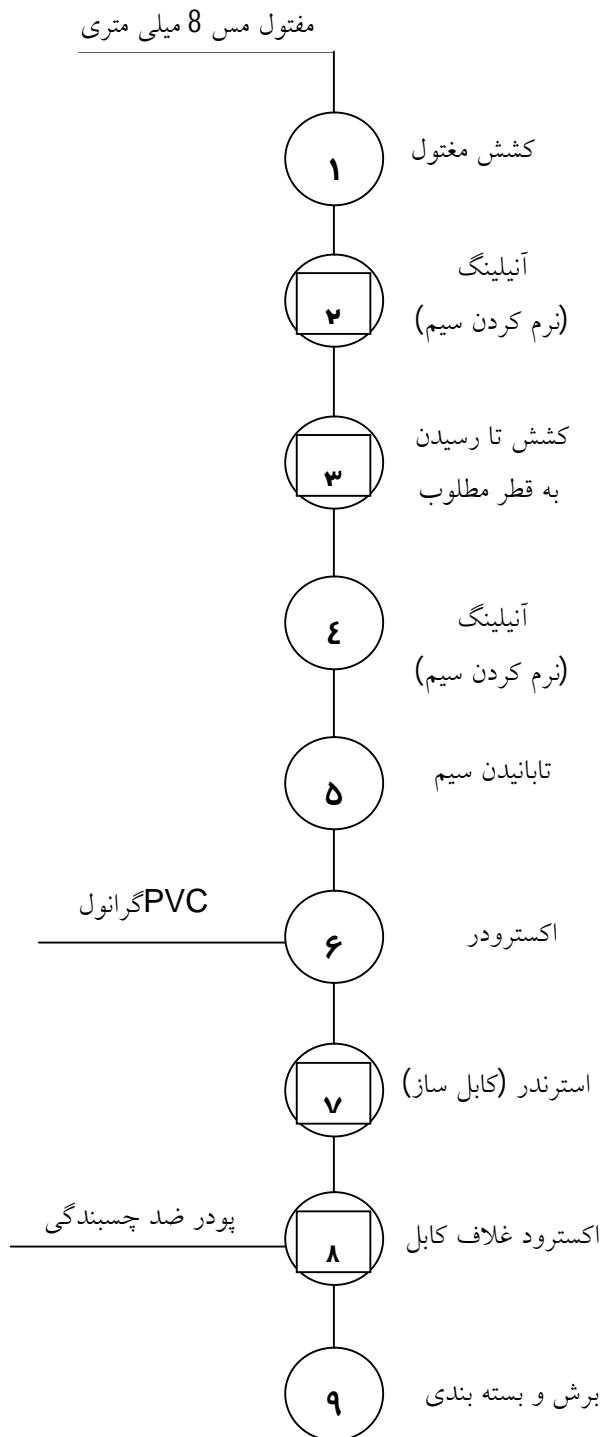 مفتول مس 8 میلی متری
۱
کشش مغتول
۲
آنیلینگ
(نرم کردن سیم)
۳
کشش تا رسیدن
به قطر مطلوب
٤
آنیلینگ
(نرم کردن سیم)
۵
تابانیدن سیم
PVCگرانول
۶
اکسترودر
۷
استرندر (کابل ساز)
پودر ضد چسبندگی
۸
اکسترود غلاف کابل
۹
برش و بسته بندی